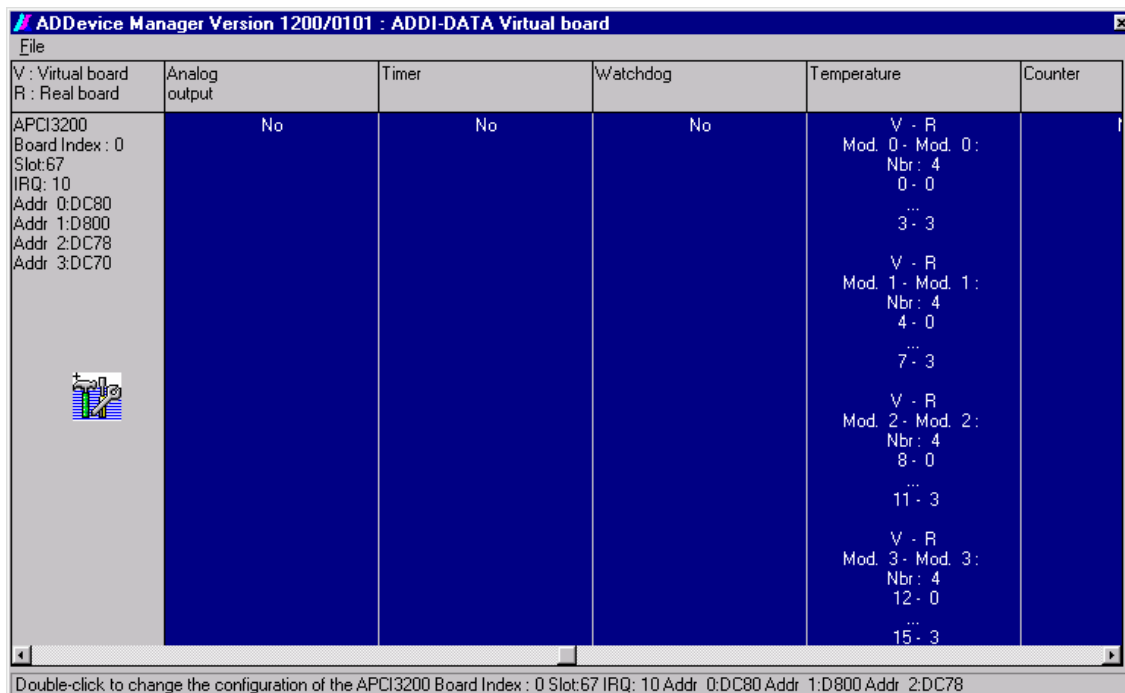 ADDevice Manager Version 1200/0101 : ADDI-DATA Virtual board
File
V : Virtual board
R : Real board
Analog
output
Timer
Watchdog
Temperature
Counter
APCI3200
Board Index : 0
Slot:67
IRQ: 10
Addr 0:DC80
Addr 1:D800
Addr 2:DC78
Addr 3:DC70
No
No
No
V - R
Mod. 0 - Mod. 0 :
Nbr : 4
0 - 0
...
3 - 3
V - R
Mod. 1 - Mod. 1 :
Nbr : 4
4 - 0
...
7 - 3
V - R
Mod. 2 - Mod. 2 :
Nbr : 4
8 - 0
...
11 - 3
V - R
Mod. 3 - Mod. 3 :
Nbr : 4
12 - 0
...
15 - 3
Double-click to change the configuration of the APCI3200 Board Index : 0 Slot:67 IRQ: 10 Addr 0:DC80 Addr 1:D800 Addr 2:DC78